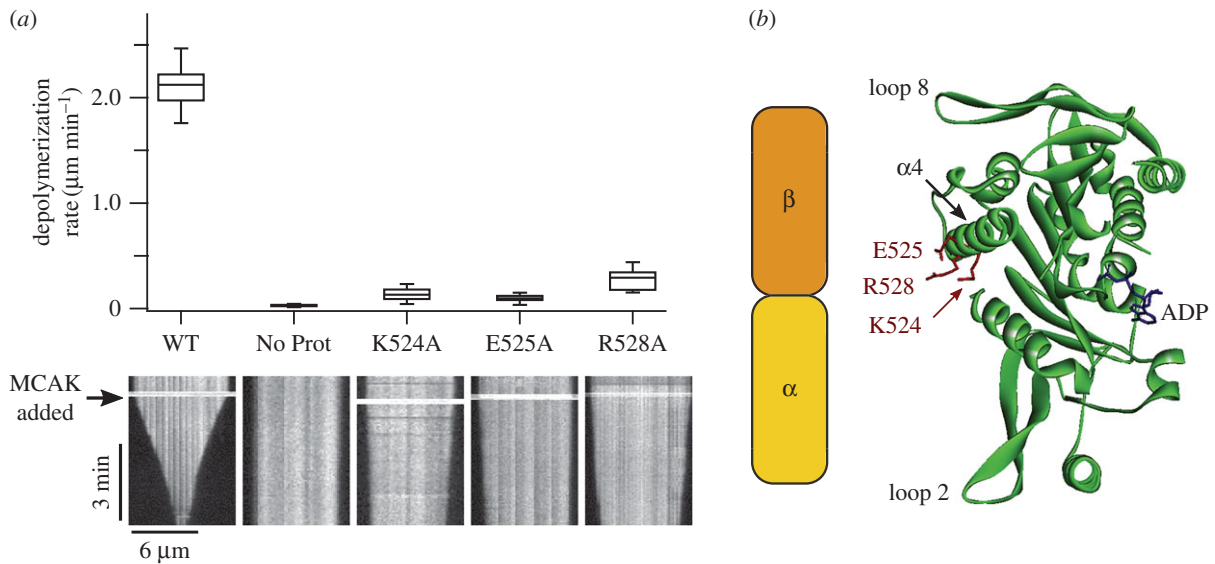 (a)
depolymerization
rate (µm min−1)
2.0
1.0
0
WT
No Prot
K524A
E525A
R528A
MCAK
added
3 min
6 µm
(b)
β
α
loop 8
α4
E525
R528
K524
ADP
loop 2